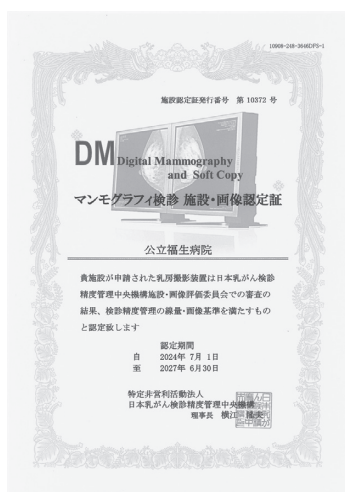 10909-248-3646DFS-1
施設認定証発行番号 第 10372 号
DM Digital Mammography
and Soft Copy
マンモグラフィ検診 施設・画像認定証
公立福生病院
貴施設が申請された乳房撮影装置は日本乳がん検診
精度管理中央機構施設・画像評価委員会での審査の
結果、検診精度管理の線量・画像基準を満たすもの
と認定致します
認定期間
自 2024年 7月 1日
至 2027年 6月30日
特定非営利活動法人
日本乳がん検診精度管理中央機構
理事長 横江 隆夫